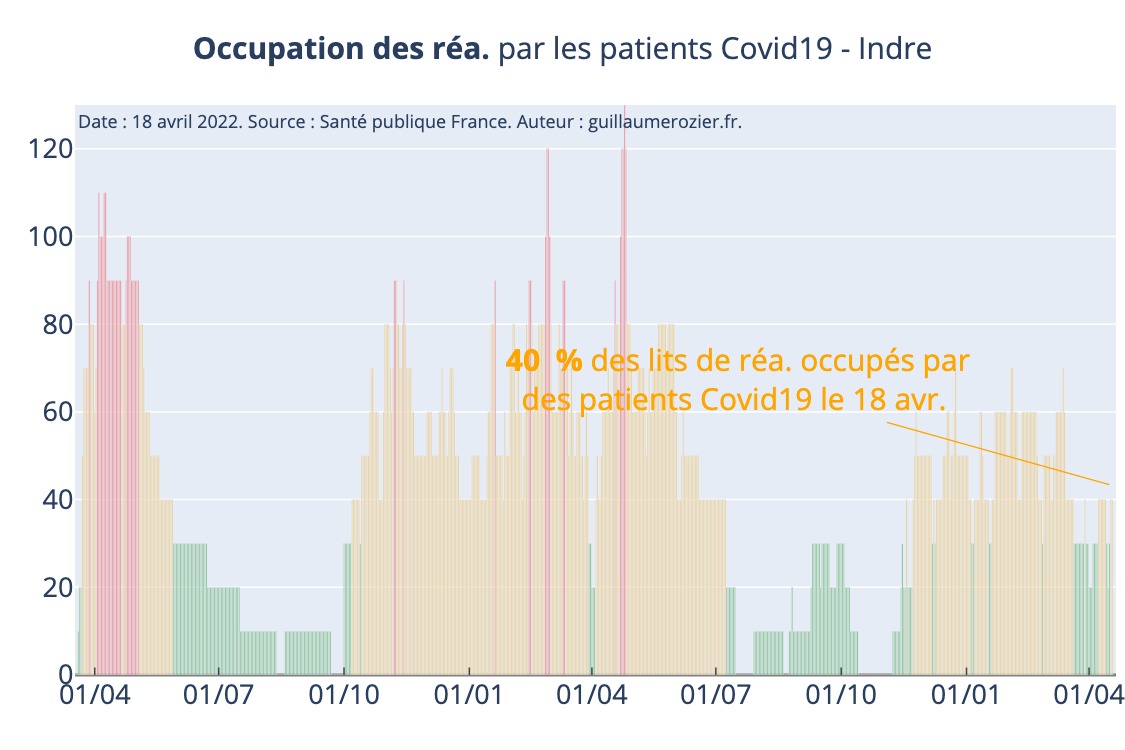 Occupation des réa. par les patients Covid19 - Indre
Date : 18 avril 2022. Source : Santé publique France. Auteur : guillaumerozier.fr.
120
100
80
40 % des lits de réa. occupés par
des patients Covid19 le 18 avr.
60
40
20
0
01/04 01/07 01/10 01/01 01/04 01/07 01/10 01/01 01/04